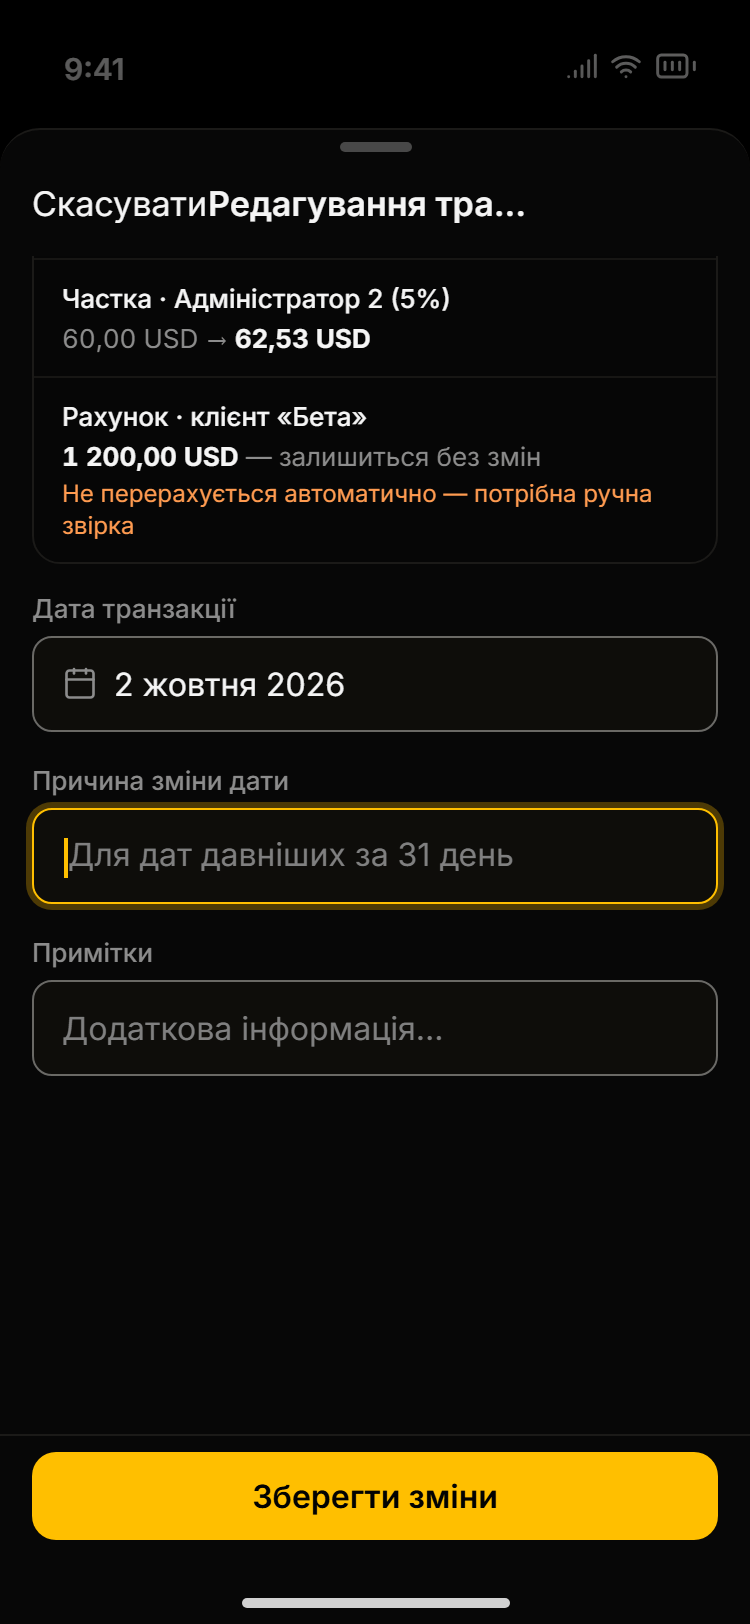 9:41
СкасуватиРедагування тра...
Частка · Адміністратор 2 (5%)
60,00 USD → 62,53 USD
Рахунок · клієнт «Бета»
1 200,00 USD — залишиться без змін
Не перерахується автоматично — потрібна ручна
звірка
Дата транзакції
2 жовтня 2026
Причина зміни дати
Для дат давніших за 31 день
Примітки
Додаткова інформація...
Зберегти зміни